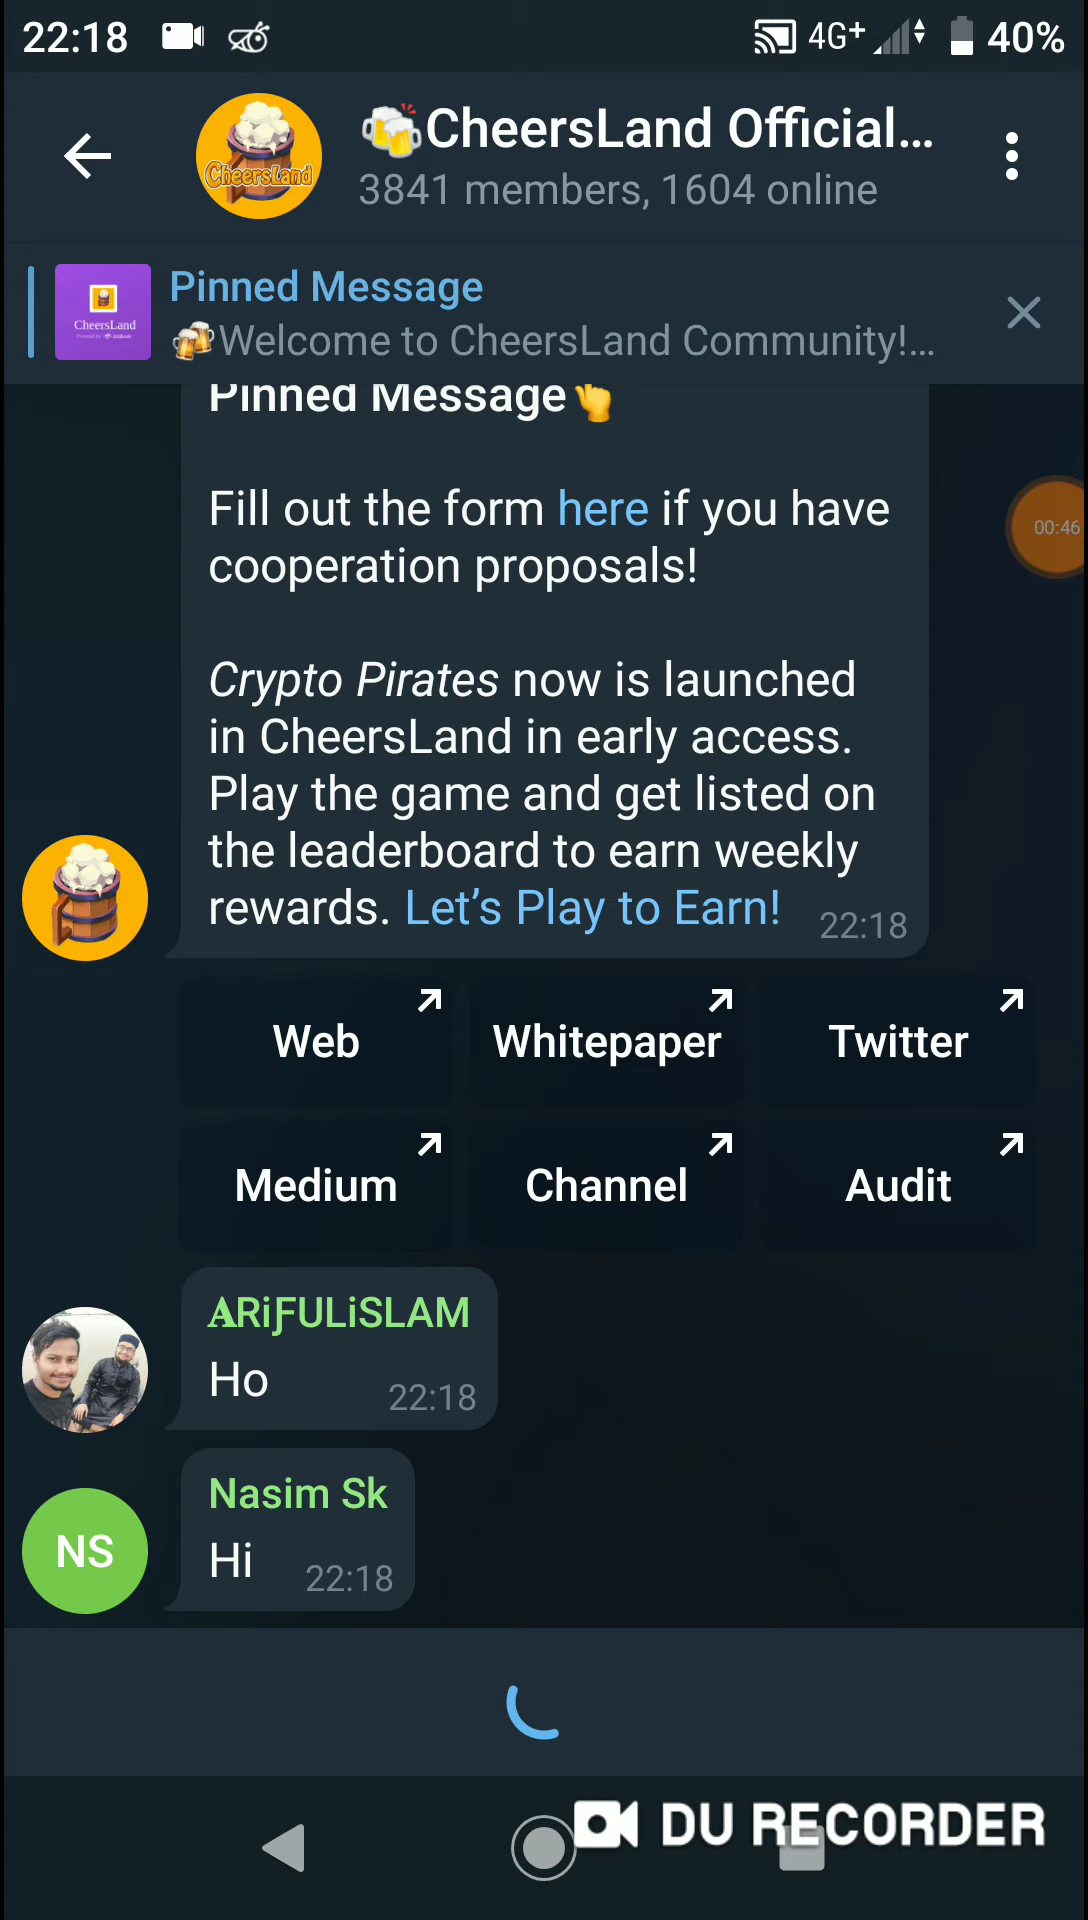 22:18 4G+ 40%
🍻CheersLand Official...
3841 members, 1604 online
CheersLand
Pinned Message
🍻Welcome to CheersLand Community!...
CheersLand
Pinned Message👆
Fill out the form here if you have
cooperation proposals!
00:46
Crypto Pirates now is launched
in CheersLand in early access.
Play the game and get listed on
the leaderboard to earn weekly
rewards. Let's Play to Earn! 22:18
Web Whitepaper Twitter
Medium Channel Audit
𝐀RiƑULiSLAM
Ho 22:18
NS
Nasim Sk
Hi 22:18
DU RECORDER